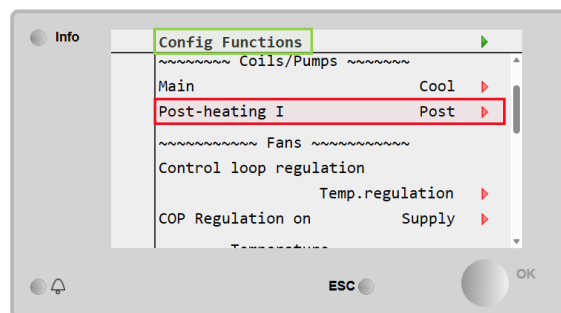 Info
Config Functions
~~~~~~~~ Coils/Pumps ~~~~~~~
Main Cool
Post-heating I Post
~~~~~~~~~~~ Fans ~~~~~~~~~~~
Control loop regulation
Temp.regulation
COP Regulation on Supply
Temperature
ESC
OK